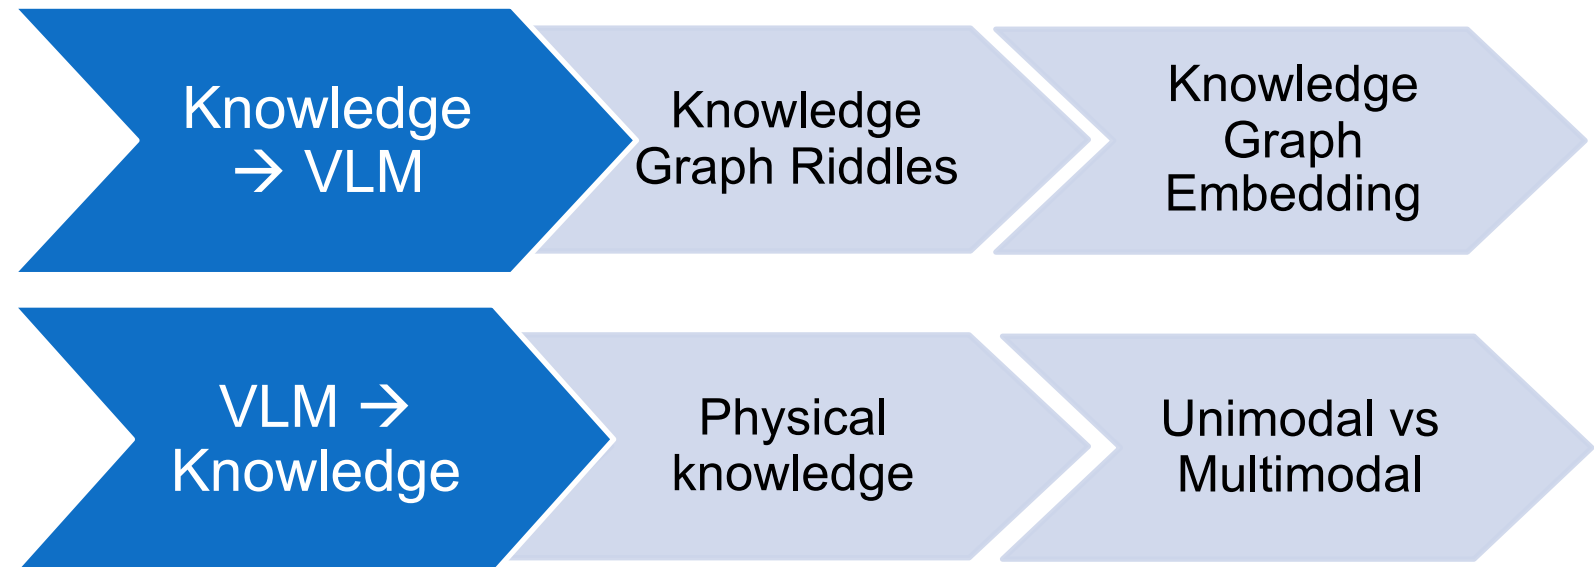 Knowledge
→ VLM
Knowledge
Graph Riddles
Knowledge
Graph
Embedding
VLM →
Knowledge
Physical
knowledge
Unimodal vs
Multimodal